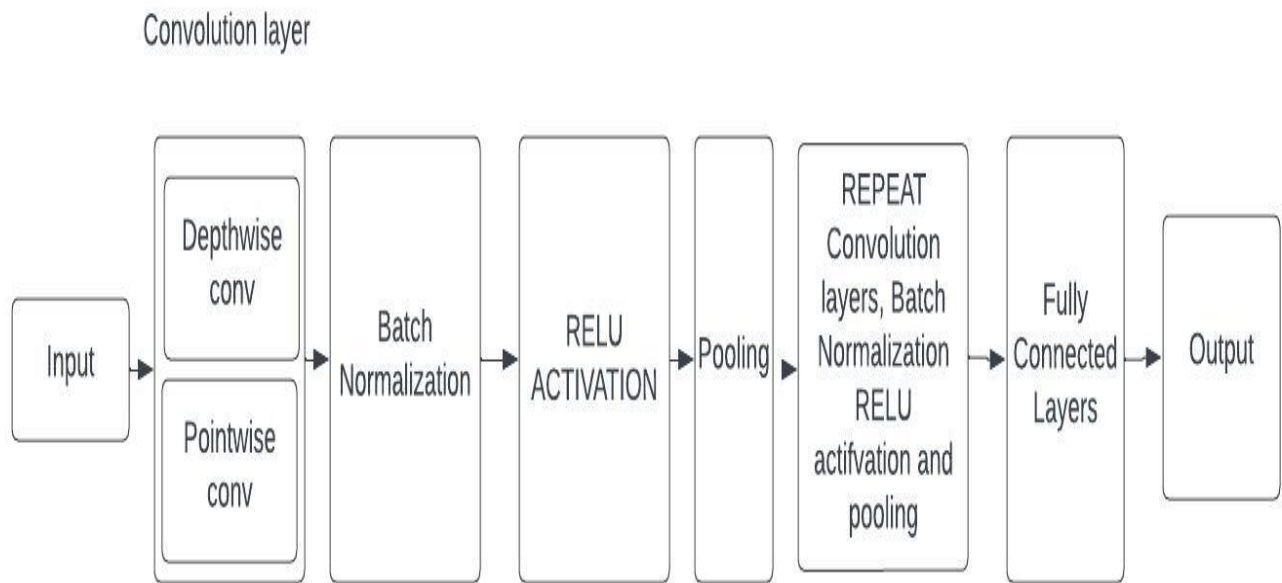 Convolution layer
Input
Depthwise
conv
Pointwise
conv
Batch
Normalization
RELU
ACTIVATION
Pooling
REPEAT
Convolution
layers, Batch
Normalization
RELU
actifvation and
pooling
Fully
Connected
Layers
Output